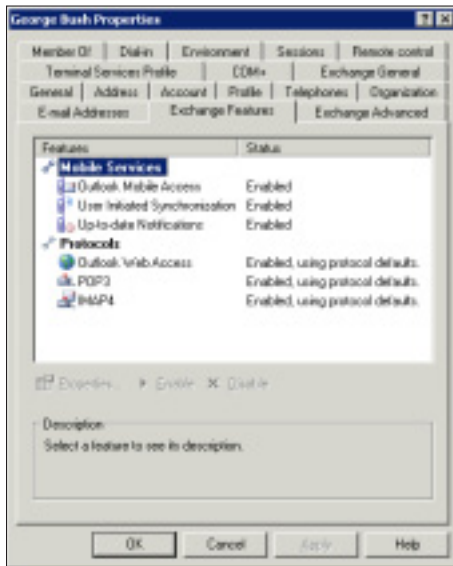 George Bush Properties
Member Of Dial-in Environment Sessions Remote control
Terminal Services Profile COM+ Exchange General
General Address Account Profile Telephones Organization
E-mail Addresses Exchange Features Exchange Advanced
Features Status
Mobile Services
Outlook Mobile Access Enabled
User Initiated Synchronization Enabled
Up-to-date Notifications Enabled
Protocols
Outlook Web Access Enabled, using protocol defaults.
POP3 Enabled, using protocol defaults.
IMAP4 Enabled, using protocol defaults.
Properties... Enable Disable
Description
Select a feature to see its description.
OK Cancel Apply Help